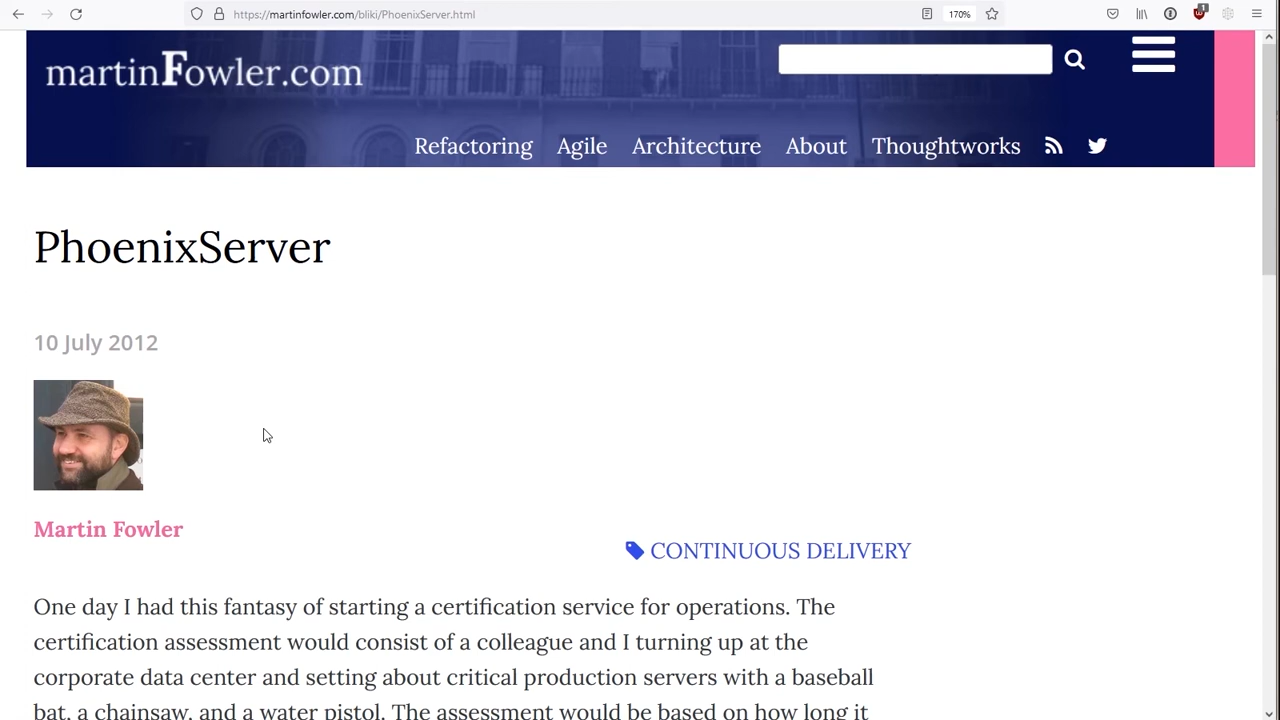 https://martinfowler.com/bliki/PhoenixServer.html
170%
1
martinFowler.com
Refactoring Agile Architecture About Thoughtworks
PhoenixServer
10 July 2012
Martin Fowler
CONTINUOUS DELIVERY
One day I had this fantasy of starting a certification service for operations. The
certification assessment would consist of a colleague and I turning up at the
corporate data center and setting about critical production servers with a baseball
bat, a chainsaw, and a water pistol. The assessment would be based on how long it